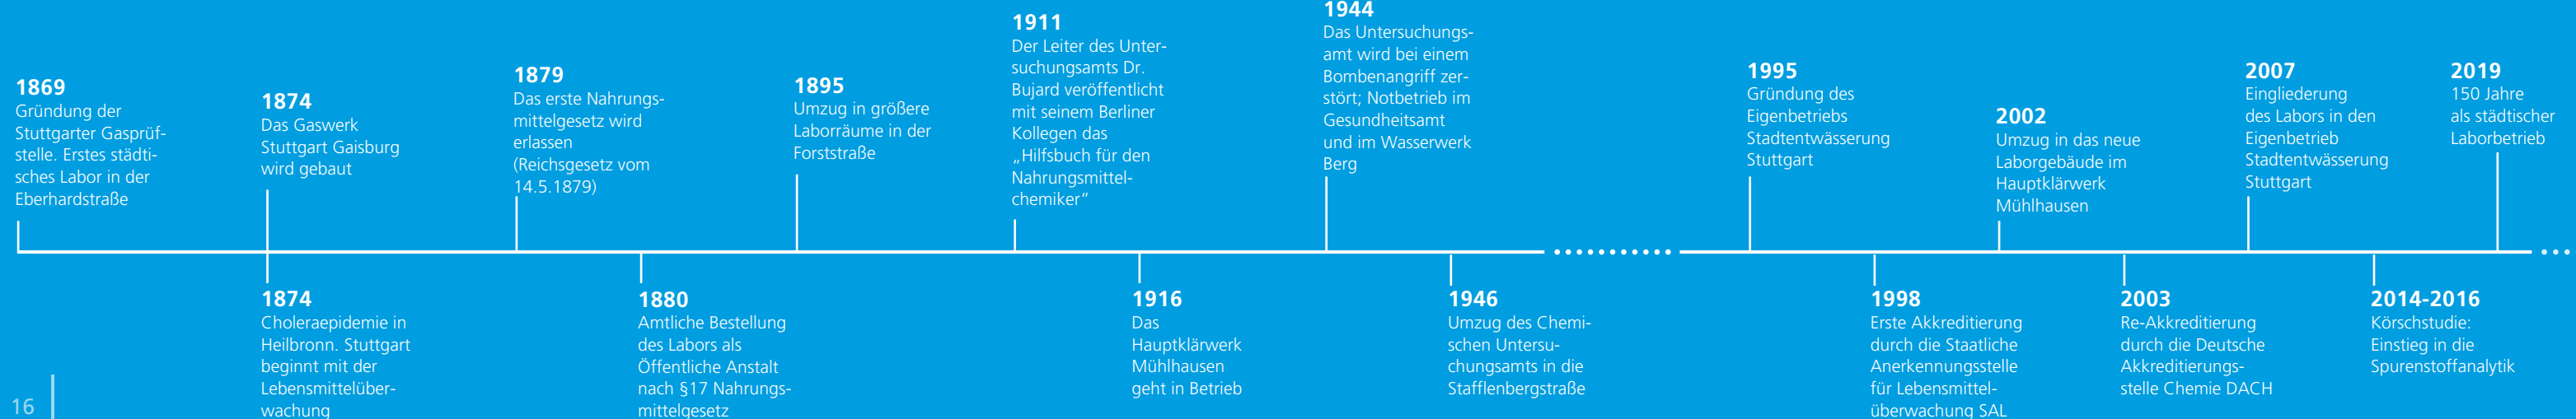 1869
Gründung der
Stuttgarter Gasprüf-
stelle. Erstes städti-
sches Labor in der
Eberhardstraße
1874
Das Gaswerk
Stuttgart Gaisburg
wird gebaut
1879
Das erste Nahrungs-
mittelgesetz wird
erlassen
(Reichsgesetz vom
14.5.1879)
1895
Umzug in größere
Laborräume in der
Forststraße
1911
Der Leiter des Unter-
suchungsamts Dr.
Bujard veröffentlicht
mit seinem Berliner
Kollegen das
„Hilfsbuch für den
Nahrungsmittel-
chemiker“
1944
Das Untersuchungs-
amt wird bei einem
Bombenangriff zer-
stört; Notbetrieb im
Gesundheitsamt
und im Wasserwerk
Berg
1995
Gründung des
Eigenbetriebs
Stadtentwässerung
Stuttgart
2002
Umzug in das neue
Laborgebäude im
Hauptklärwerk
Mühlhausen
2007
Eingliederung
des Labors in den
Eigenbetrieb
Stadtentwässerung
Stuttgart
2019
150 Jahre
als städtischer
Laborbetrieb
1874
Choleraepidemie in
Heilbronn. Stuttgart
beginnt mit der
Lebensmittelüber-
wachung
1880
Amtliche Bestellung
des Labors als
Öffentliche Anstalt
nach §17 Nahrungs-
mittelgesetz
1916
Das
Hauptklärwerk
Mühlhausen
geht in Betrieb
1946
Umzug des Chemi-
schen Untersu-
chungsamts in die
Stafflenbergstraße
1998
Erste Akkreditierung
durch die Staatliche
Anerkennungsstelle
für Lebensmittel-
überwachung SAL
2003
Re-Akkreditierung
durch die Deutsche
Akkreditierungs-
stelle Chemie DACH
2014-2016
Körschstudie:
Einstieg in die
Spurenstoffanalytik
16